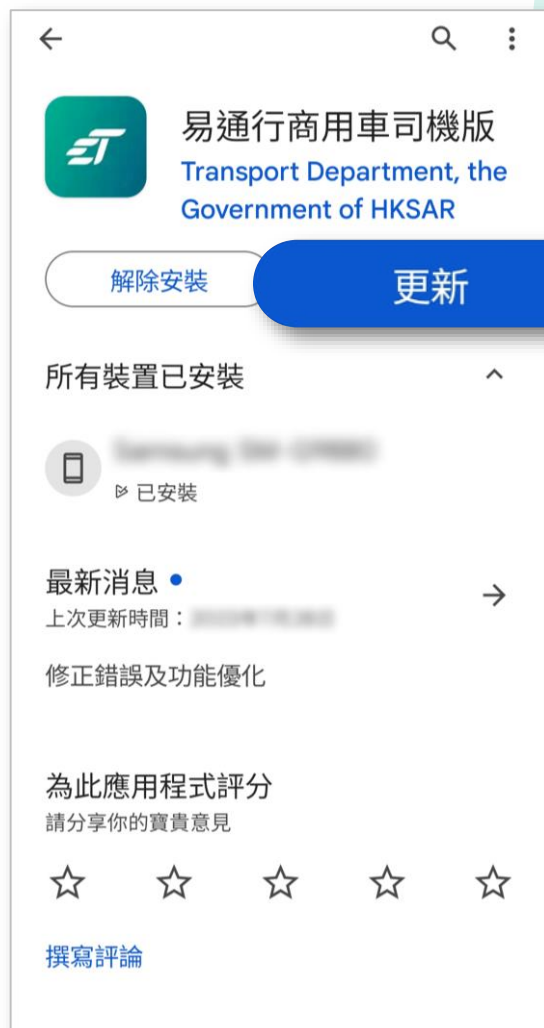 易通行商用車司機版
Transport Department, the
Government of HKSAR
解除安裝
更新
所有裝置已安裝
已安裝
最新消息
上次更新時間：
修正錯誤及功能優化
為此應用程式評分
請分享你的寶貴意見
撰寫評論